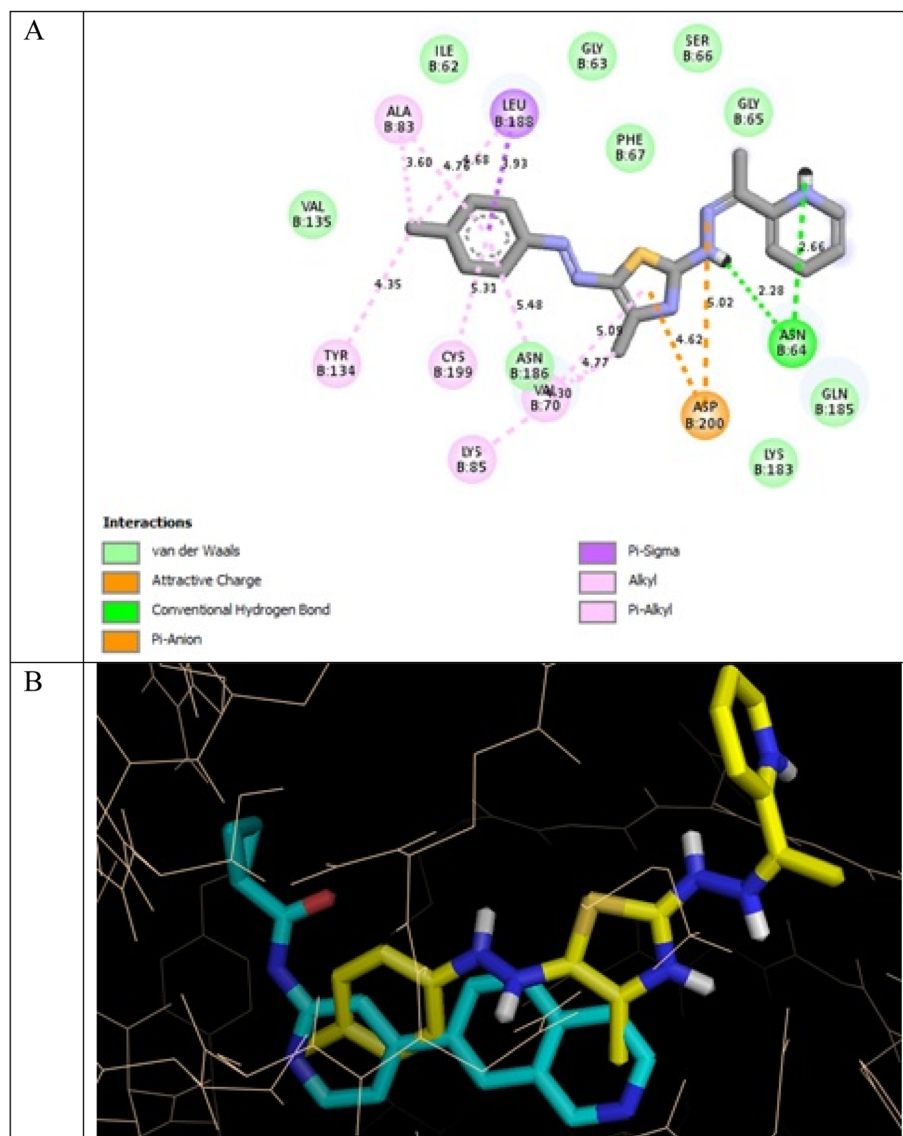 A
ILE
B:62
GLY
B:63
SER
B:66
ALA
B:83
LEU
B:188
GLY
B:65
PHE
B:67
3.60
4.76
4.68
3.93
VAL
B:135
2.66
4.35
5.31
5.48
5.09
4.62
5.02
2.28
4.77
4.30
ASN
B:64
TYR
B:134
CYS
B:199
ASN
B:186
VAL
B:70
ASP
B:200
GLN
B:185
LYS
B:85
LYS
B:183
Interactions
van der Waals
Attractive Charge
Conventional Hydrogen Bond
Pi-Anion
Pi-Sigma
Alkyl
Pi-Alkyl
B